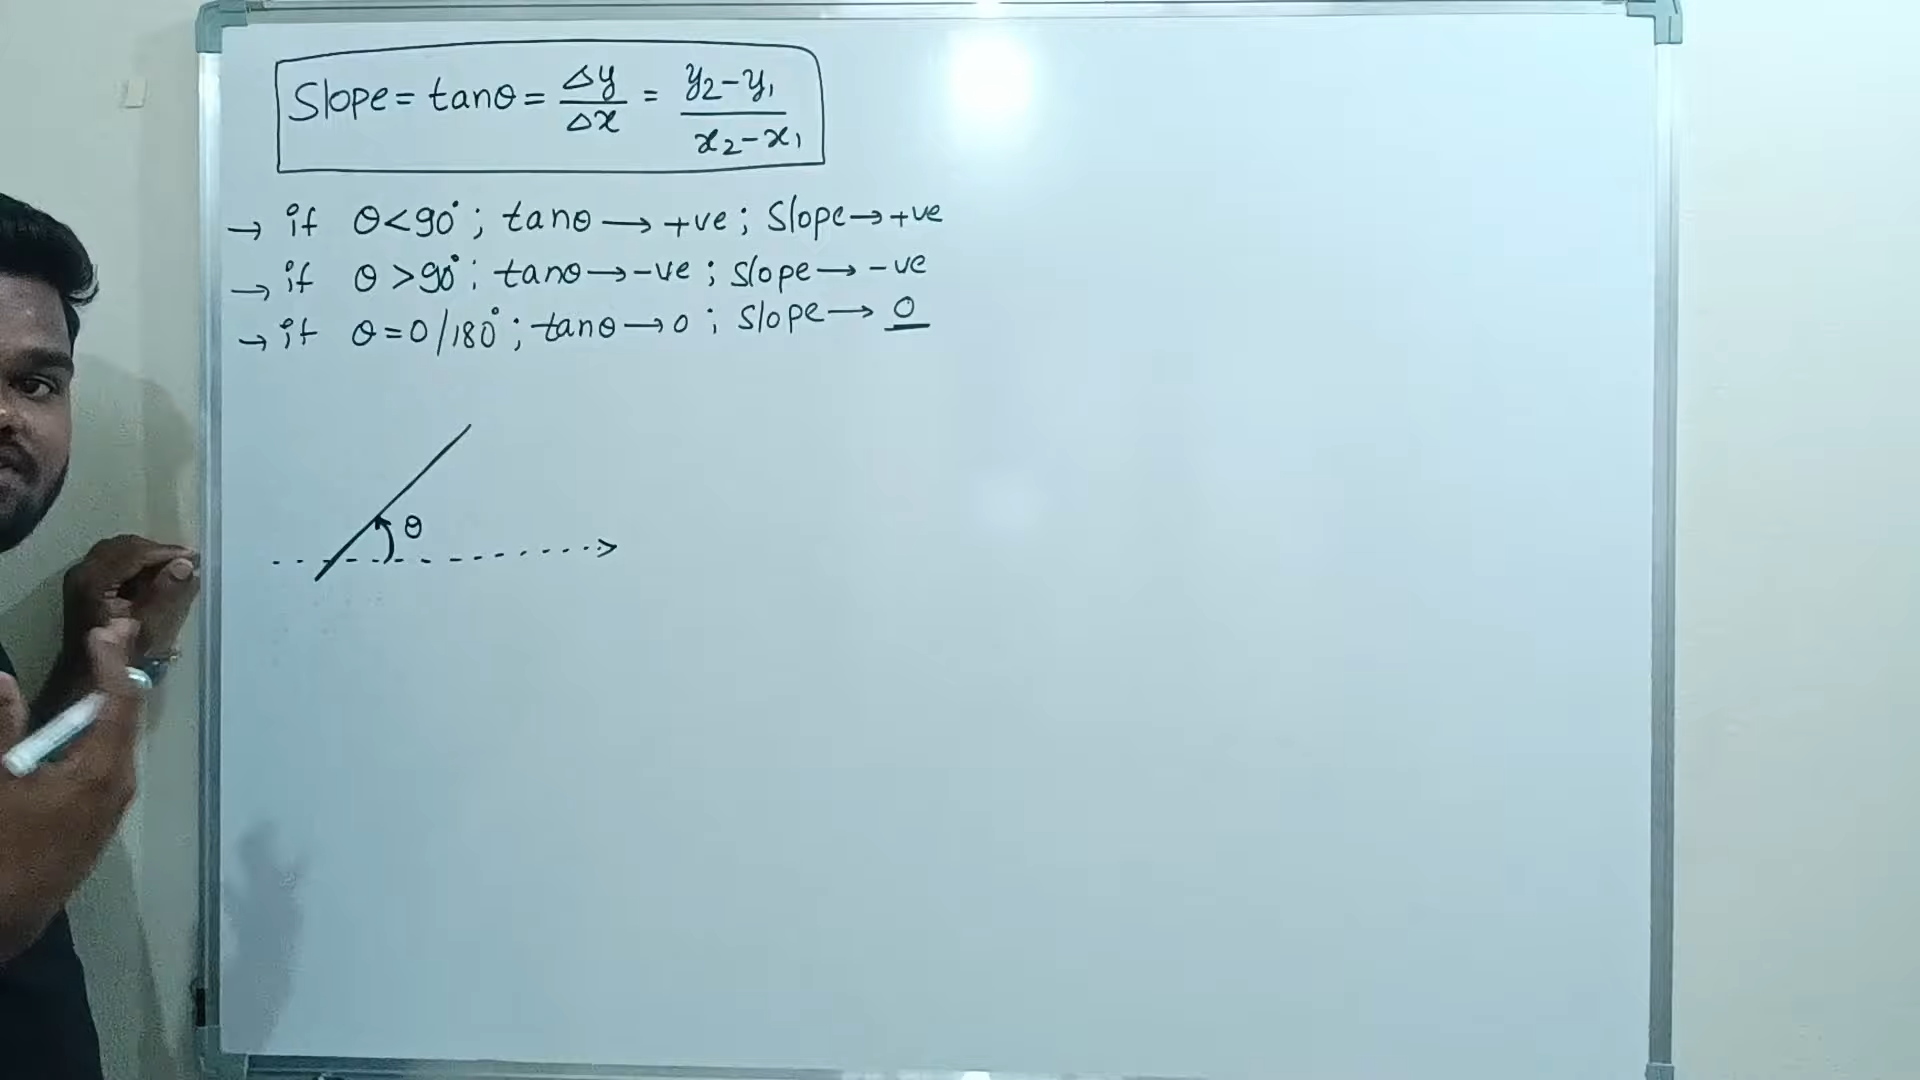 Slope = tanθ = Δy/Δx = y₂-y₁/x₂-x₁
→ if θ<90°; tanθ → +ve; Slope → +ve
→ if θ>90°; tanθ → -ve; slope → -ve
→ if θ=0/180°; tanθ → 0; slope → 0
θ